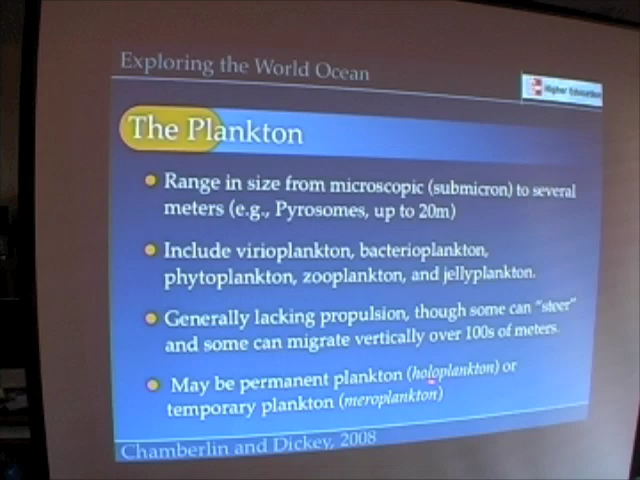 Exploring the World Ocean
Higher Education
The Plankton
Range in size from microscopic (submicron) to several
meters (e.g., Pyrosomes, up to 20m)
Include virioplankton, bacterioplankton,
phytoplankton, zooplankton, and jellyplankton.
Generally lacking propulsion, though some can "steer"
and some can migrate vertically over 100s of meters.
May be permanent plankton (holoplankton) or
temporary plankton (meroplankton)
Chamberlin and Dickey, 2008